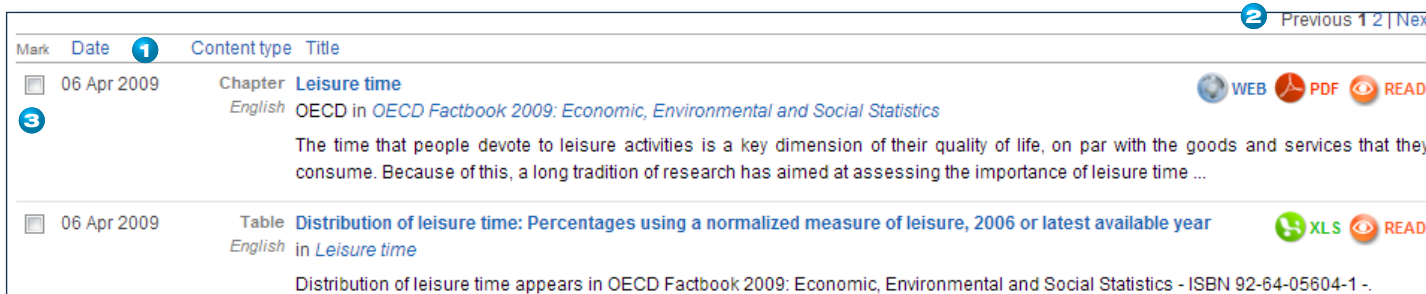 2 Previous 1 2 | Nex
Mark Date 1 Content type Title
06 Apr 2009 Chapter Leisure time WEB PDF READ
3 English OECD in OECD Factbook 2009: Economic, Environmental and Social Statistics
The time that people devote to leisure activities is a key dimension of their quality of life, on par with the goods and services that they
consume. Because of this, a long tradition of research has aimed at assessing the importance of leisure time ...
06 Apr 2009 Table Distribution of leisure time: Percentages using a normalized measure of leisure, 2006 or latest available year XLS READ
English in Leisure time
Distribution of leisure time appears in OECD Factbook 2009: Economic, Environmental and Social Statistics - ISBN 92-64-05604-1 -.